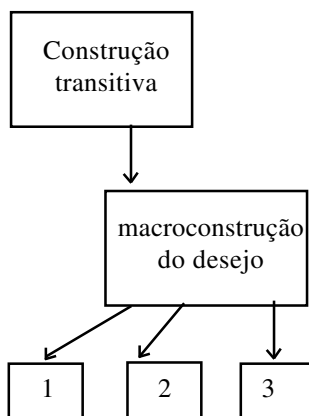 Construção
transitiva
macroconstrução
do desejo
1 2 3